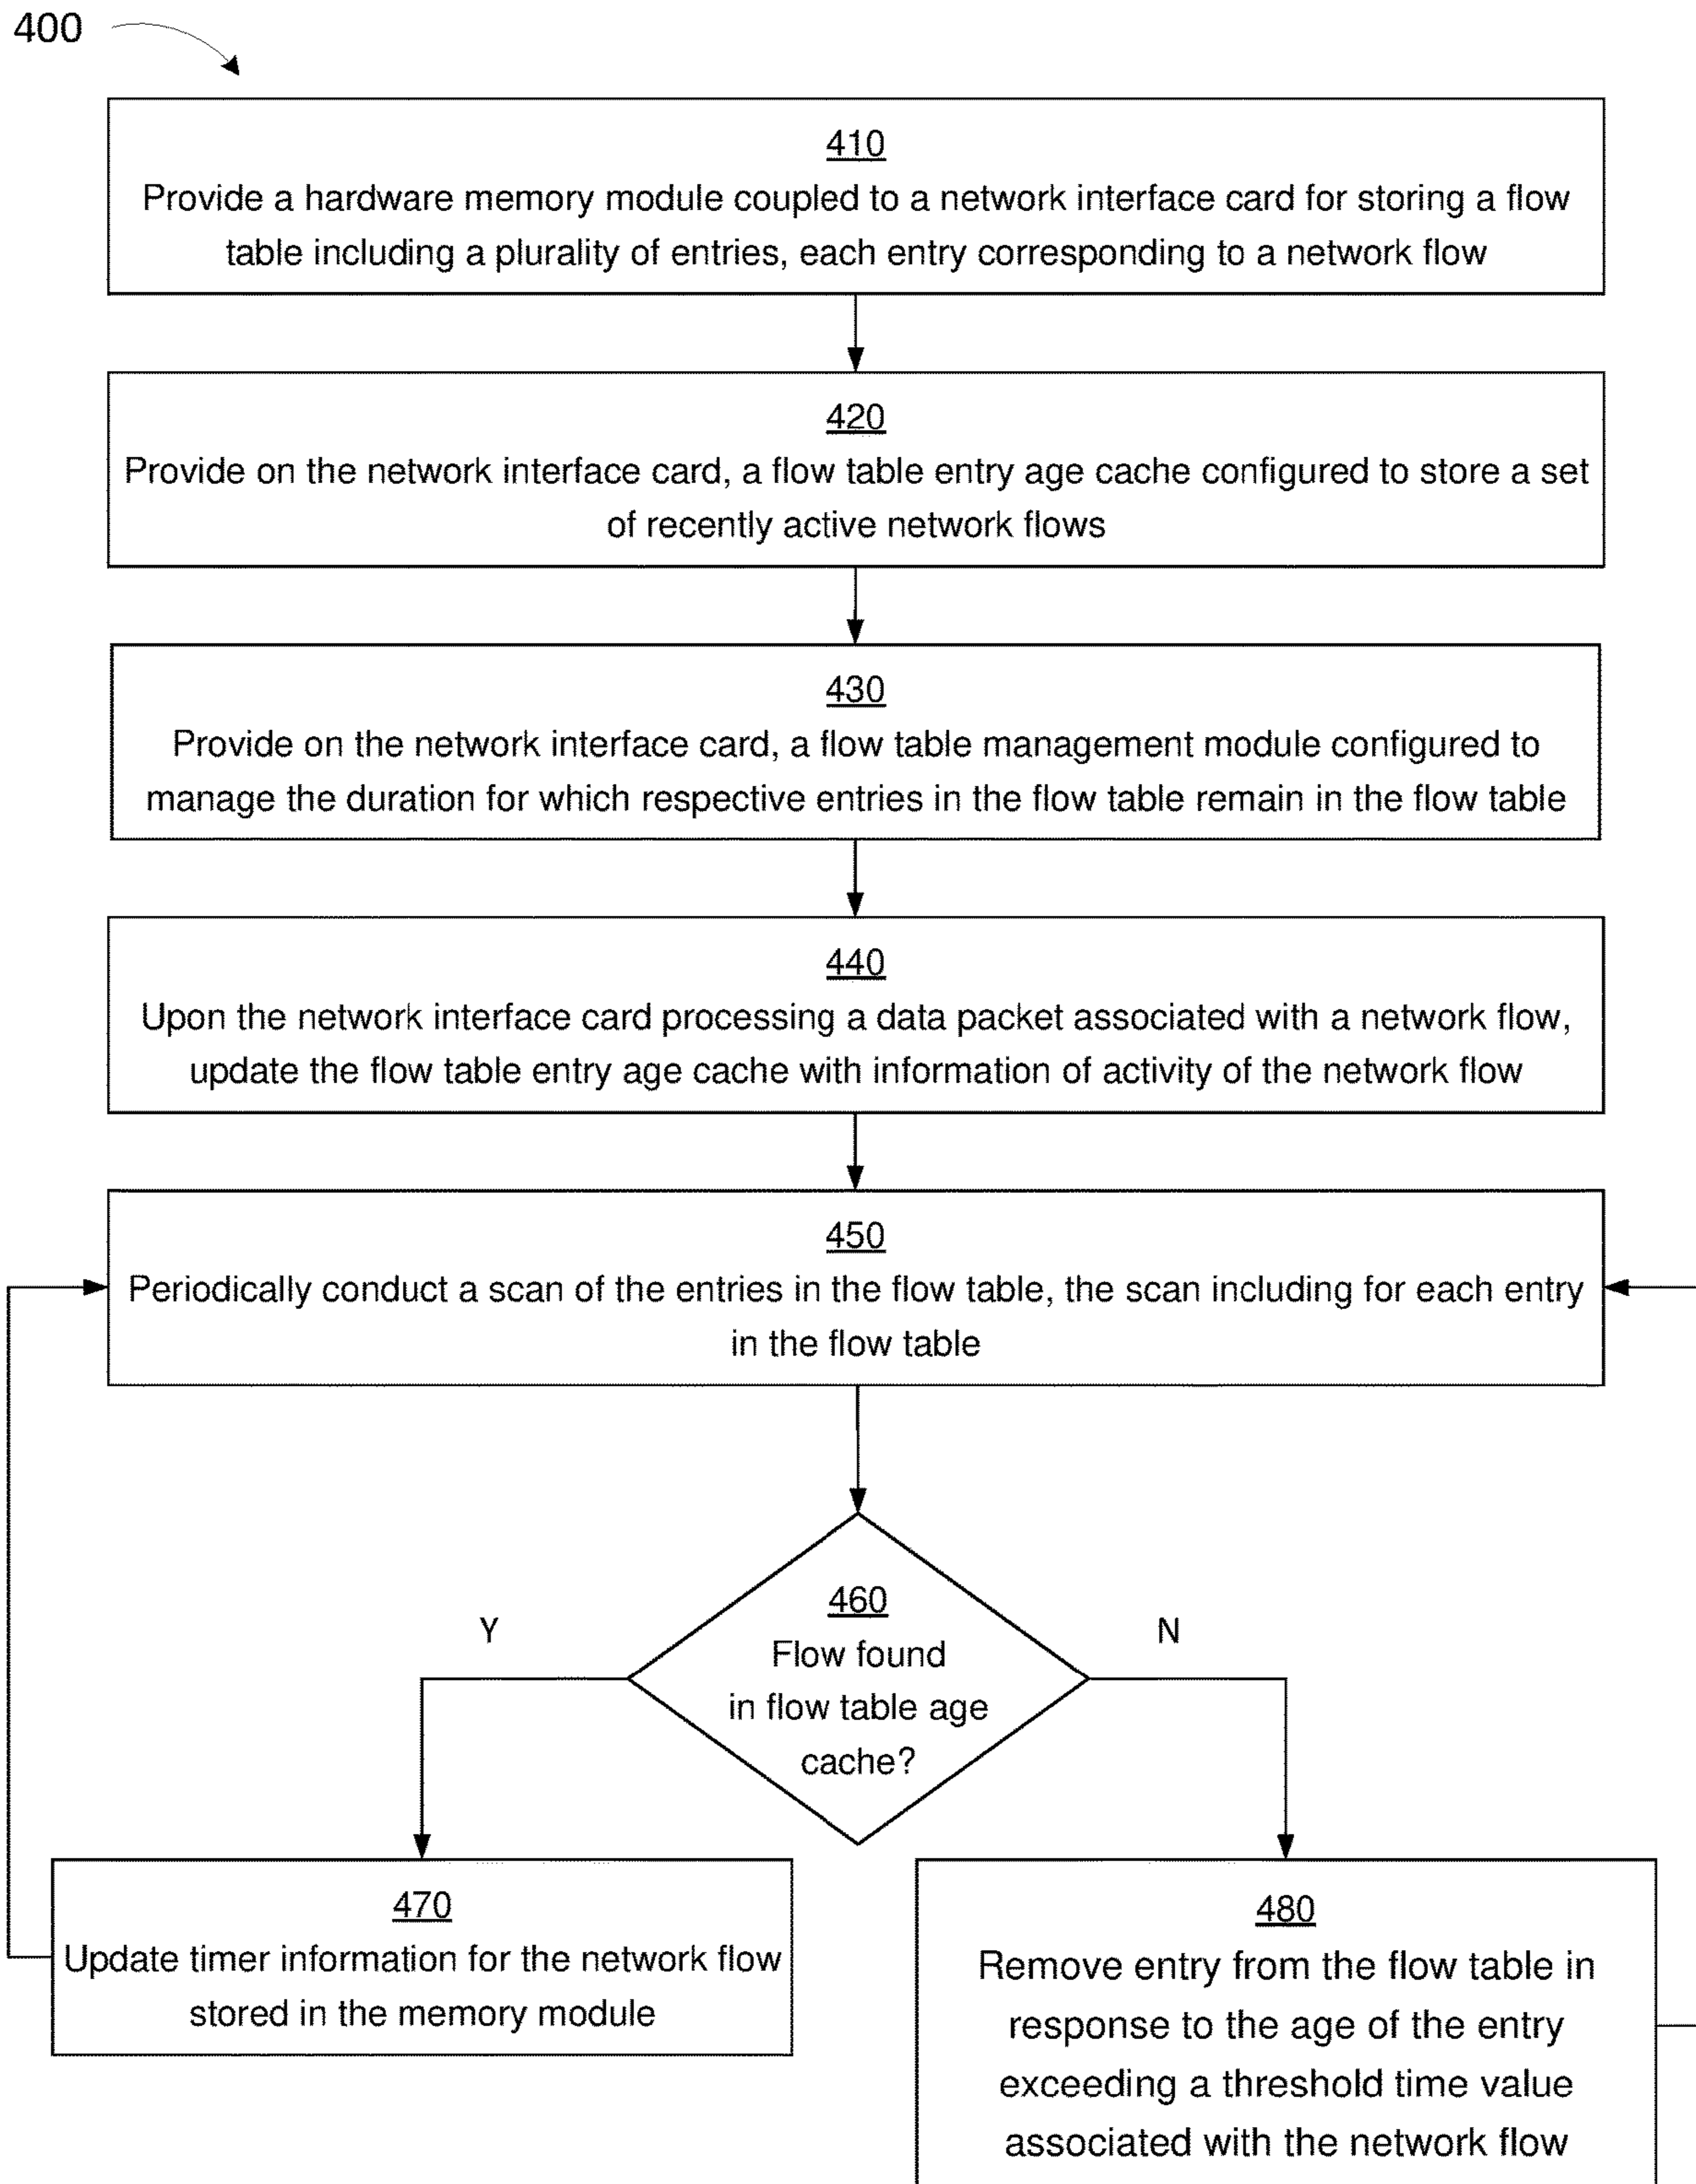 400
410
Provide a hardware memory module coupled to a network interface card for storing a flow
table including a plurality of entries, each entry corresponding to a network flow
420
Provide on the network interface card, a flow table entry age cache configured to store a set
of recently active network flows
430
Provide on the network interface card, a flow table management module configured to
manage the duration for which respective entries in the flow table remain in the flow table
440
Upon the network interface card processing a data packet associated with a network flow,
update the flow table entry age cache with information of activity of the network flow
450
Periodically conduct a scan of the entries in the flow table, the scan including for each entry
in the flow table
460
Flow found
in flow table age
cache?
Y
N
470
Update timer information for the network flow
stored in the memory module
480
Remove entry from the flow table in
response to the age of the entry
exceeding a threshold time value
associated with the network flow